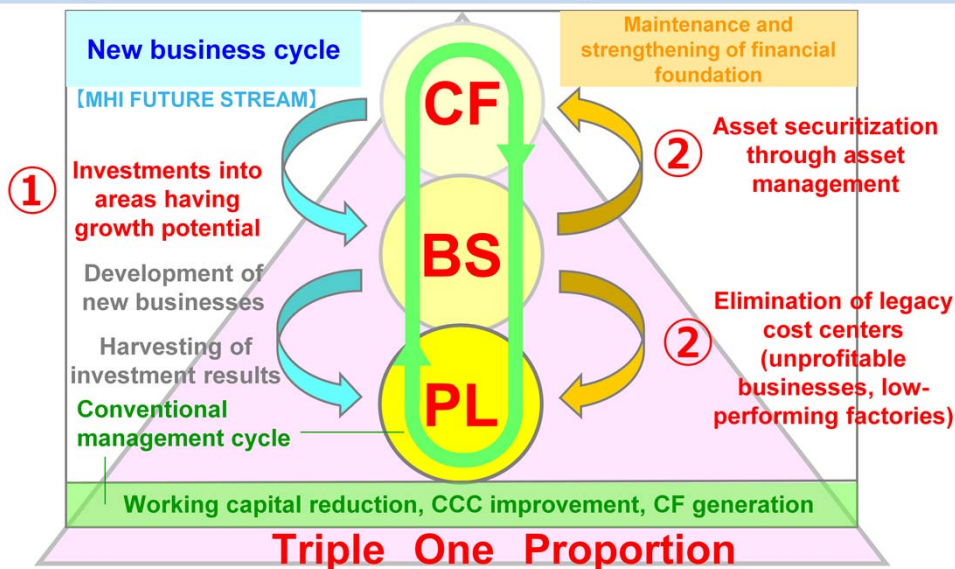 New business cycle
【MHI FUTURE STREAM】
①
Investments into
areas having
growth potential
Development of
new businesses
Harvesting of
investment results
Conventional
management cycle
CF
BS
PL
Maintenance and
strengthening of financial
foundation
②
Asset securitization
through asset
management
②
Elimination of legacy
cost centers
(unprofitable
businesses, low-
performing factories)
Working capital reduction, CCC improvement, CF generation
Triple One Proportion